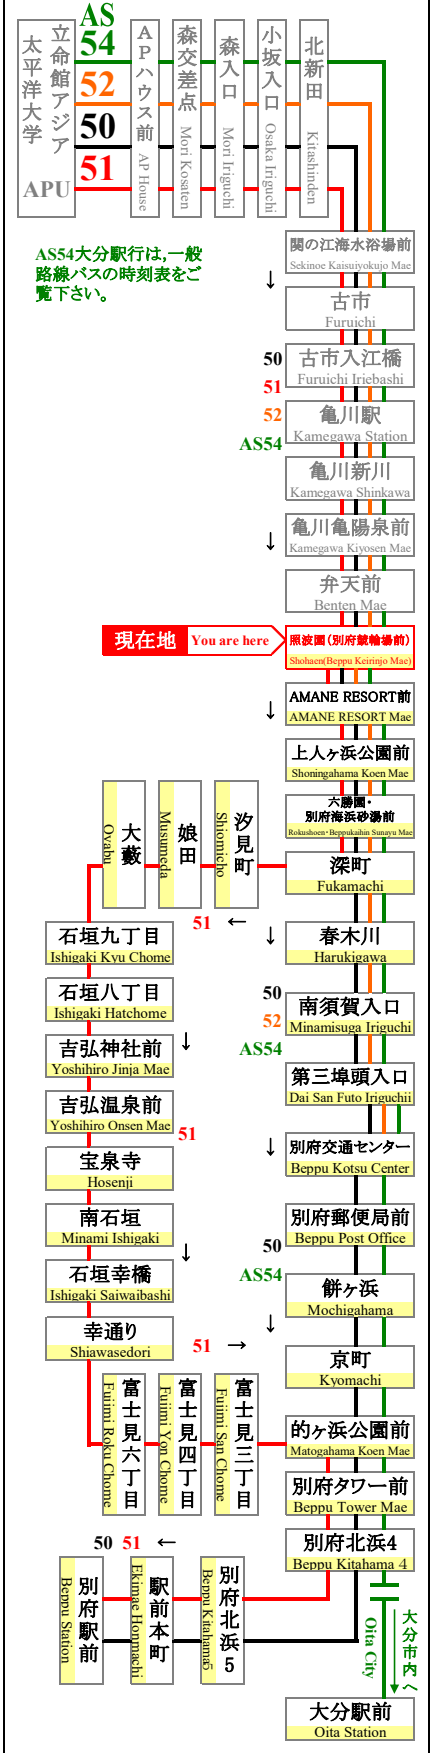 AS
54
52
50
51
立命館アジア
太平洋大学
APU
APハウス前
AP House
森交差点
Mori Kosaten
森入口
Mori Iriguchi
小坂入口
Osaka Iriguchi
北新田
Kitashinden
AS54大分駅行は,一般
路線バスの時刻表をご
覧下さい。
関の江海水浴場前
Sekinoe Kaisuiyokujo Mae
↓
古市
Furuichi
50
51
52
AS54
古市入江橋
Furuichi Iriebashi
亀川駅
Kamegawa Station
亀川新川
Kamegawa Shinkawa
↓
亀川亀陽泉前
Kamegawa Kiyosen Mae
弁天前
Benten Mae
現在地
You are here
照波園(別府競輪場前)
Shohaen(Beppu Keirinjo Mae)
↓
AMANE RESORT前
AMANE RESORT Mae
上人ヶ浜公園前
Shoningahama Koen Mae
六勝園・
別府海浜砂湯前
Rokushoen・Beppukaihin Sunayu Mae
深町
Fukamachi
汐見町
Shiomicho
娘田
Musumeda
大藪
Oyabu
51 ←
石垣九丁目
Ishigaki Kyu Chome
石垣八丁目
Ishigaki Hatchome
吉弘神社前
Yoshihiro Jinja Mae
↓
吉弘温泉前
Yoshihiro Onsen Mae
51
宝泉寺
Hosenji
南石垣
Minami Ishigaki
↓
石垣幸橋
Ishigaki Saiwaibashi
幸通り
Shiawasedori
51 →
富士見六丁目
Fujimi Roku Chome
富士見四丁目
Fujimi Yon Chome
富士見三丁目
Fujimi San Chome
↓
春木川
Harukigawa
50
52
AS54
南須賀入口
Minamisuga Iriguchi
第三埠頭入口
Dai San Futo Iriguchii
↓
別府交通センター
Beppu Kotsu Center
別府郵便局前
Beppu Post Office
50
AS54
餅ヶ浜
Mochigahama
↓
京町
Kyomachi
的ヶ浜公園前
Matogahama Koen Mae
別府タワー前
Beppu Tower Mae
別府北浜4
Beppu Kitahama 4
50 51 ←
別府北浜5
Beppu Kitahama5
駅前本町
Ekimae Honmachi
別府駅前
Beppu Station
大分市内へ
Oita City
大分駅前
Oita Station